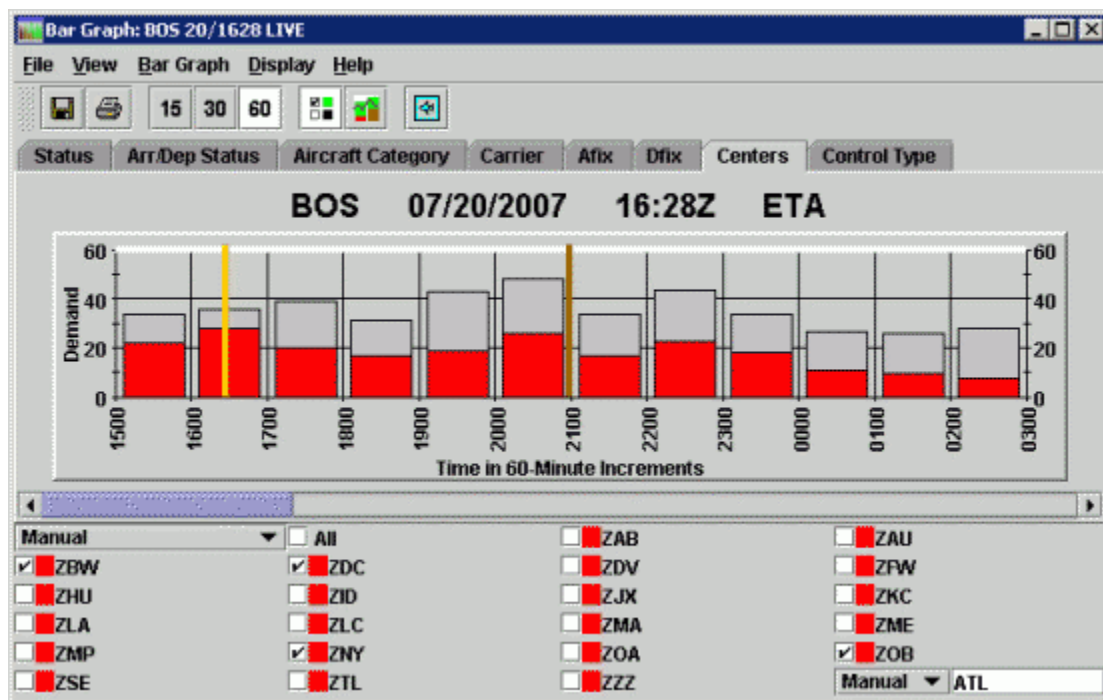 Bar Graph: BOS 20/1628 LIVE
File View Bar Graph Display Help
15 30 60
Status Arr/Dep Status Aircraft Category Carrier Afix Dfix Centers Control Type
BOS 07/20/2007 16:28Z ETA
60 60
40 40
20 20
0 0
Demand
1500 1600 1700 1800 1900 2000 2100 2200 2300 0000 0100 0200 0300
Time in 60-Minute Increments
Manual All ZAB ZAU
ZBW ZDC ZDV ZFW
ZHU ZID ZJX ZKC
ZLA ZLC ZMA ZME
ZMP ZNY ZOA ZOB
ZSE ZTL ZZZ Manual ATL